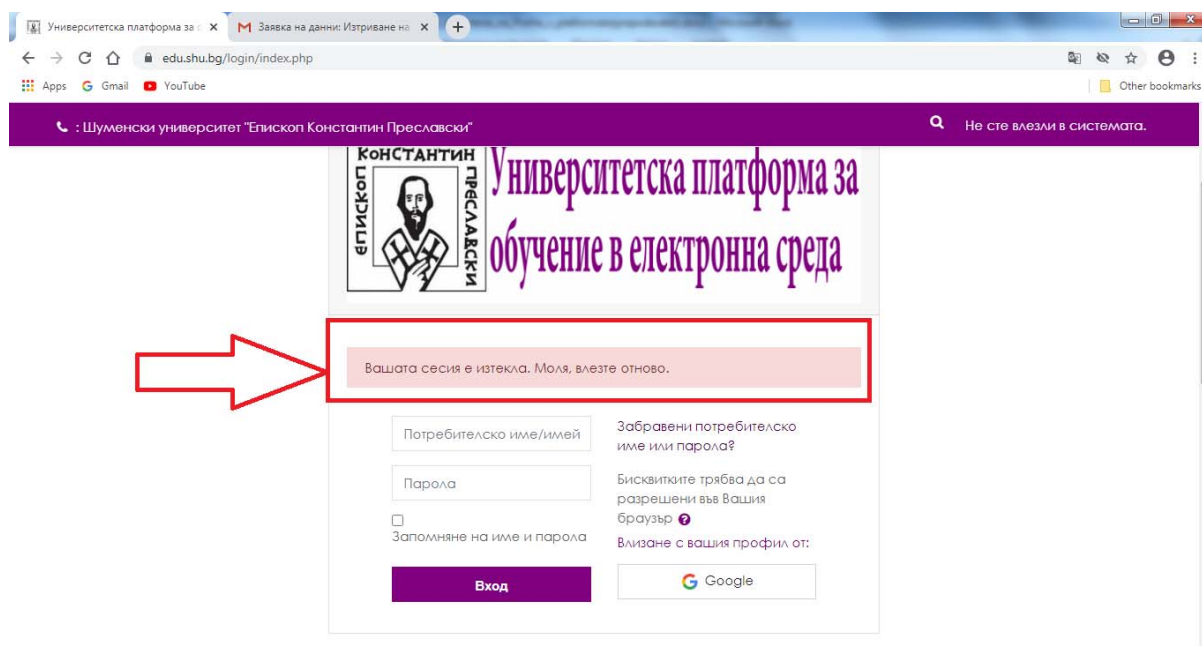 Университетска платформа за с
Заявка на данни: Изтриване на
edu.shu.bg/login/index.php
Apps Gmail YouTube Other bookmarks
: Шуменски университет "Епископ Константин Преславски" Не сте влезли в системата.
ЕПИСКОП
КОНСТАНТИН
ПРЕСЛАВСКИ
Университетска платформа за
обучение в електронна среда
Вашата сесия е изтекла. Моля, влезте отново.
Потребителско име/имей
Парола
Запомняне на име и парола
Вход
Забравени потребителско
име или парола?
Бисквитките трябва да са
разрешени във Вашия
браузър
Влизане с вашия профил от:
Google